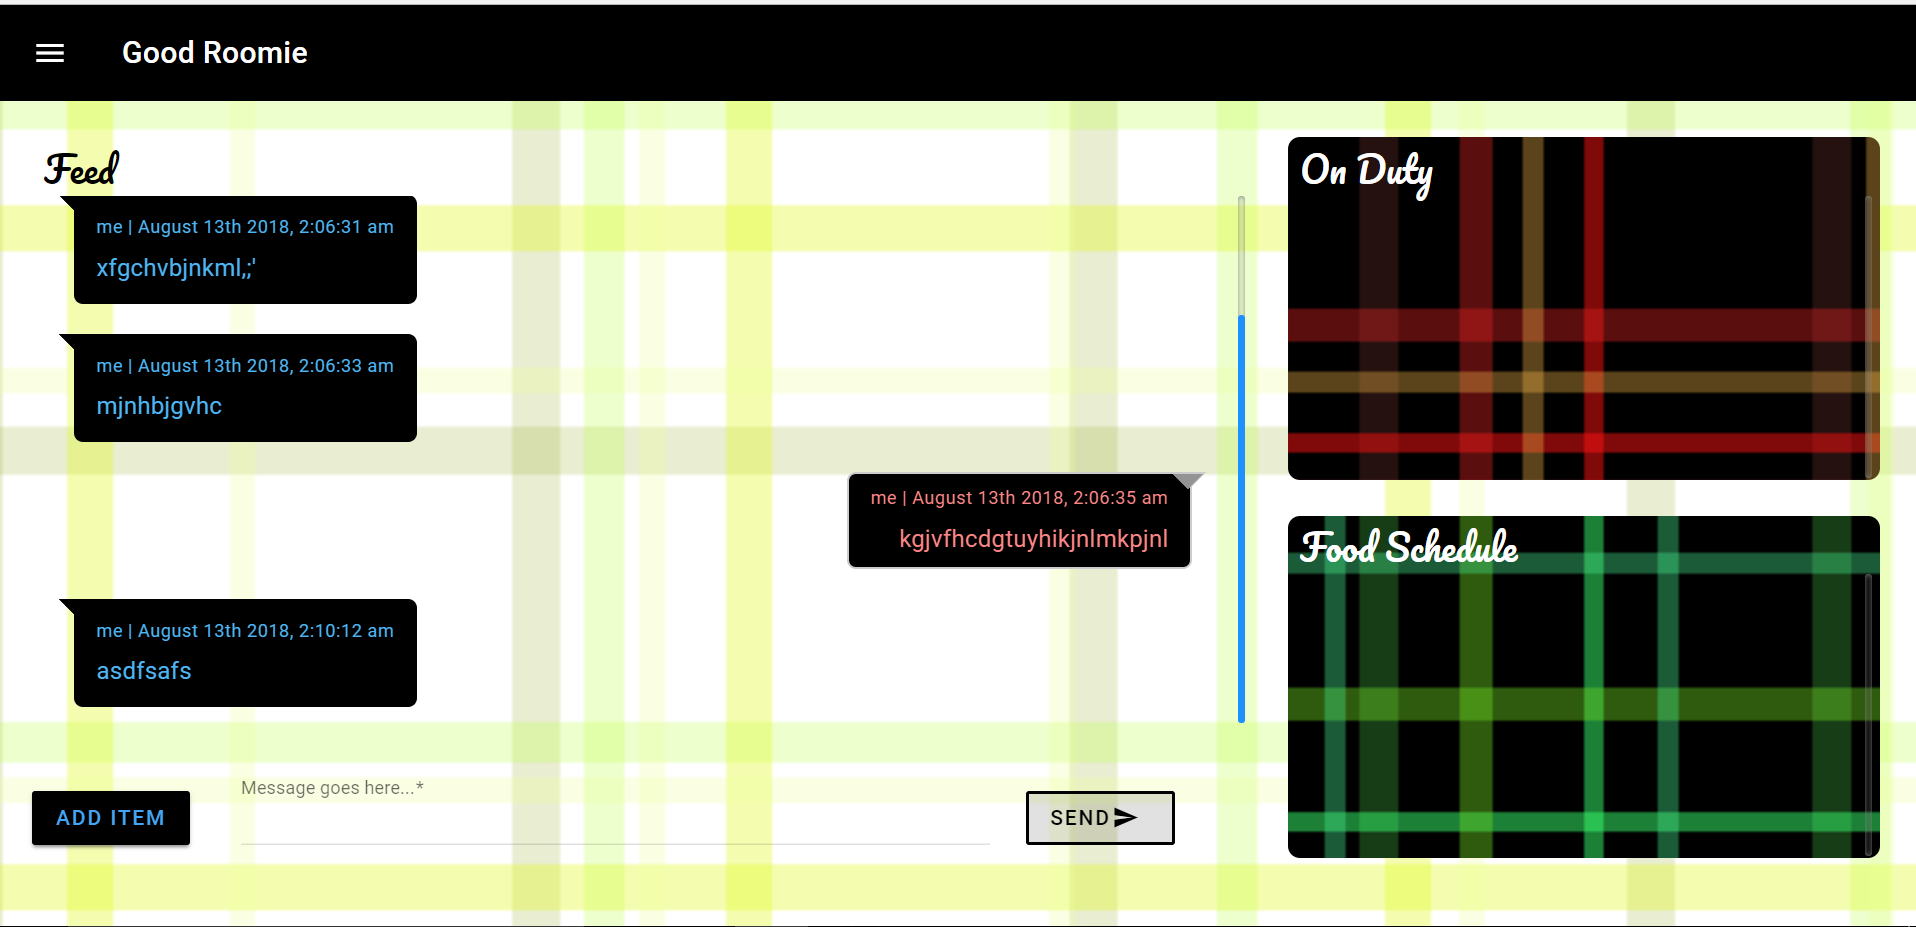 Good Roomie
Feed
me | August 13th 2018, 2:06:31 am
xfgchvbjnkml,;'
me | August 13th 2018, 2:06:33 am
mjnhbjgvhc
me | August 13th 2018, 2:06:35 am
kgjvfhcdgtuyhikjnlmkpjnl
me | August 13th 2018, 2:10:12 am
asdfsafs
Message goes here...*
ADD ITEM
SEND
On Duty
Food Schedule